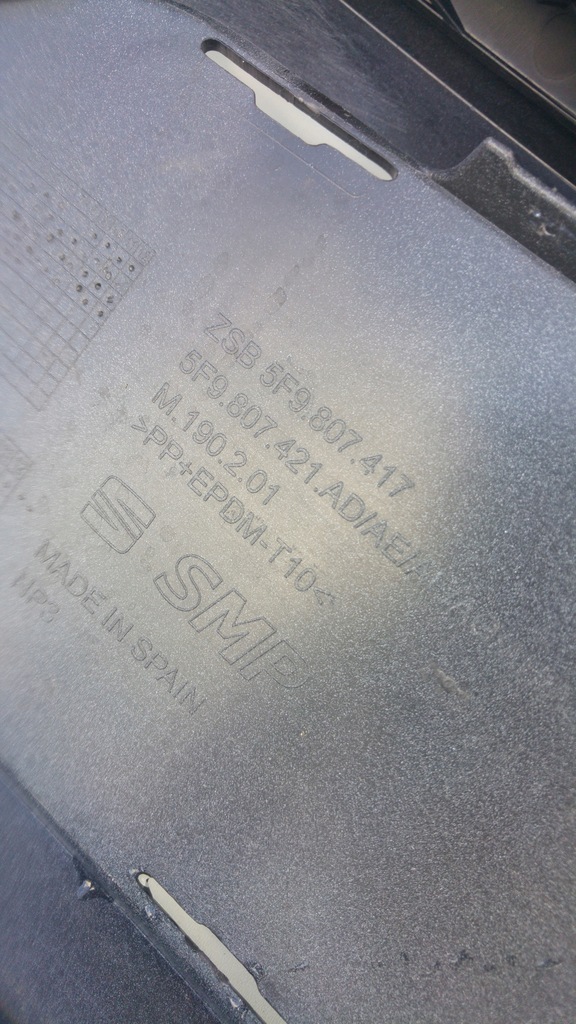 ZSB 5F9.807.417
5F9.807.421.AD/AE/
M.190.2.01
>PP+EPDM-T10<
SMP
MADE IN SPAIN
HP3